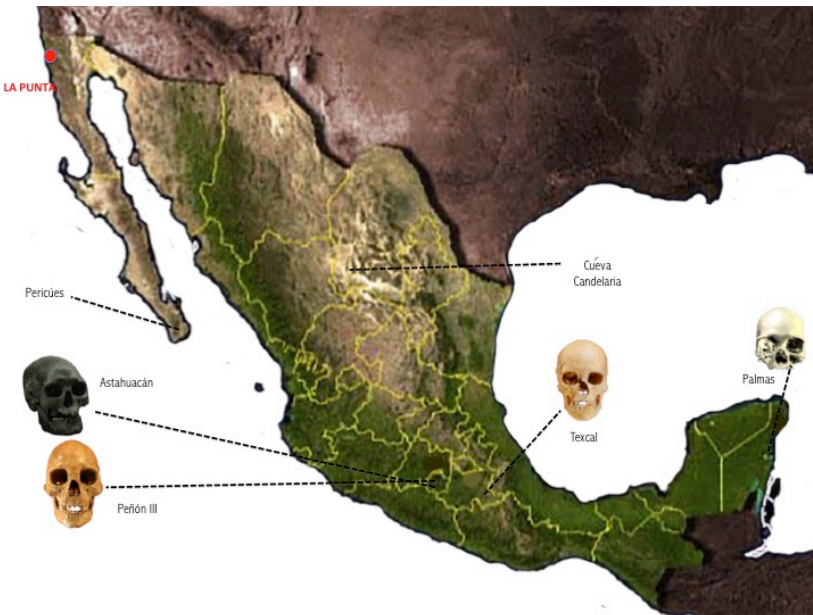 LA PUNTA
Cueva
Candelaria
Pericúes
Astahuacán
Palmas
Texcal
Peñón III